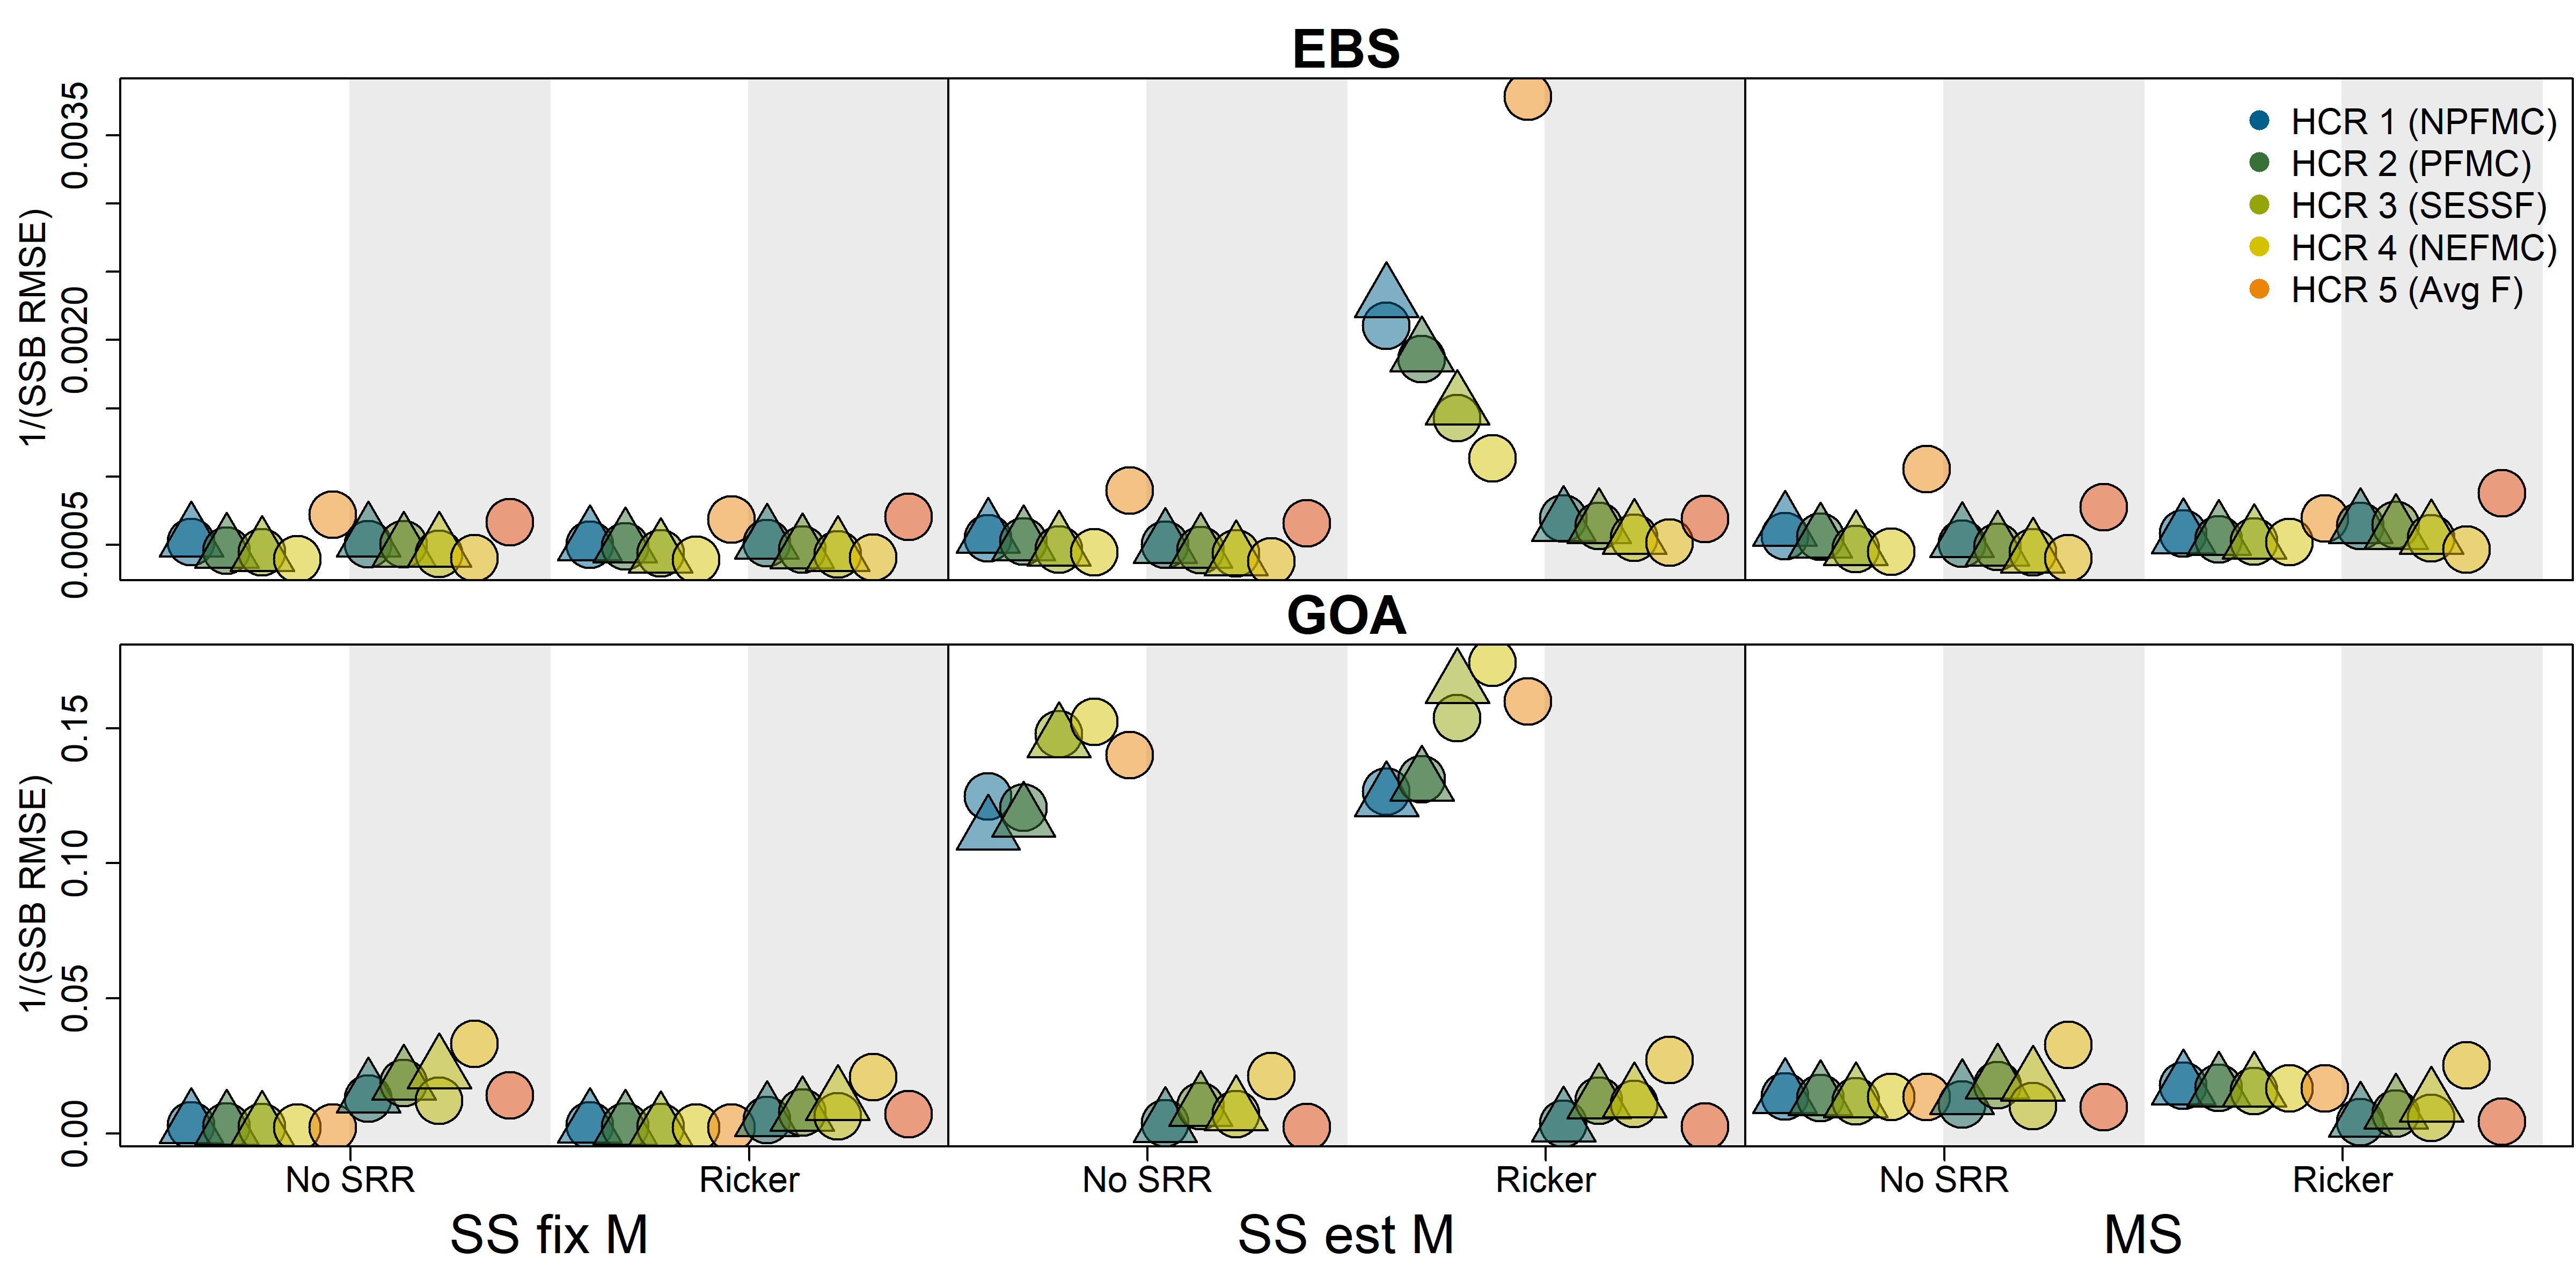 EBS
1/(SSB RMSE)
0.0035
0.0020
0.0005
HCR 1 (NPFMC)
HCR 2 (PFMC)
HCR 3 (SESSF)
HCR 4 (NEFMC)
HCR 5 (Avg F)
GOA
1/(SSB RMSE)
0.15
0.10
0.05
0.00
No SRR Ricker No SRR Ricker No SRR Ricker
SS fix M SS est M MS